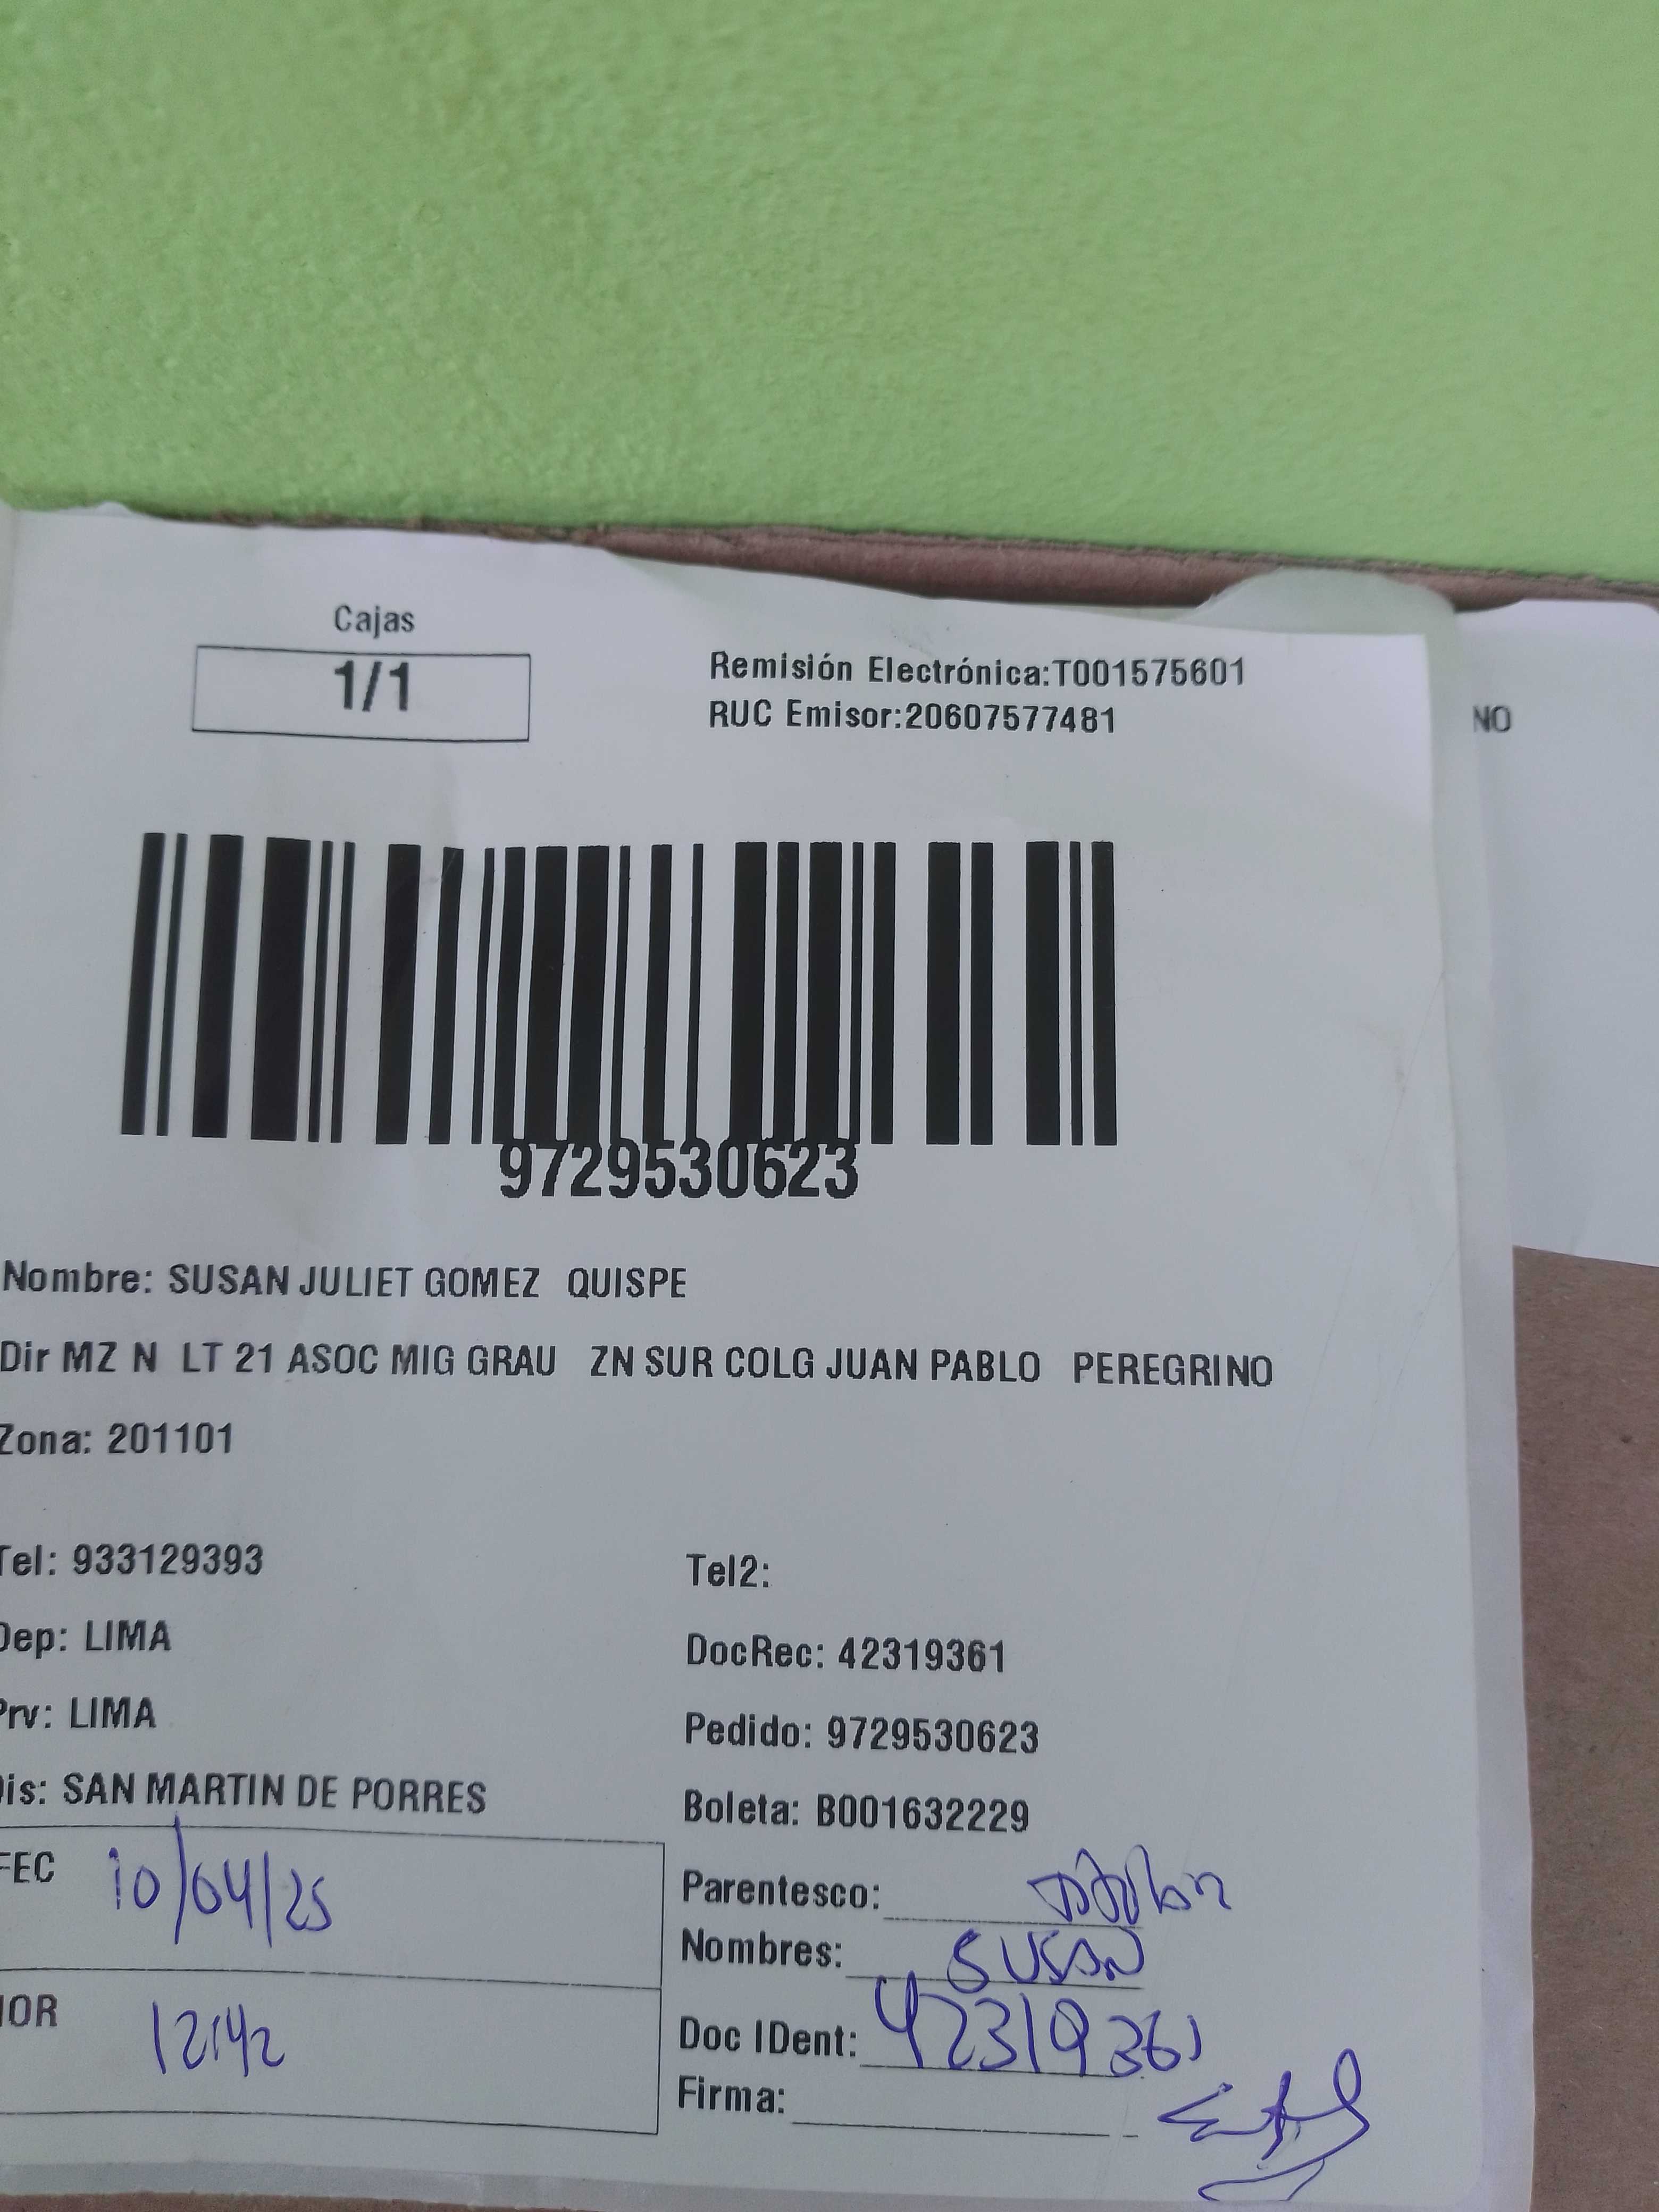 Cajas
1/1
Remisión Electrónica:T001575601
RUC Emisor:20607577481
NO
9729530623
Nombre: SUSAN JULIET GOMEZ QUISPE
Dir MZ N LT 21 ASOC MIG GRAU ZN SUR COLG JUAN PABLO PEREGRINO
Zona: 201101
Tel: 933129393
Tel2:
Dep: LIMA
DocRec: 42319361
Prv: LIMA
Pedido: 9729530623
Dis: SAN MARTIN DE PORRES
Boleta: B001632229
FEC 10/04/25
Parentesco:
Nombres: SUSAN
HOR 12:42
Doc IDent: 42319361
Firma: